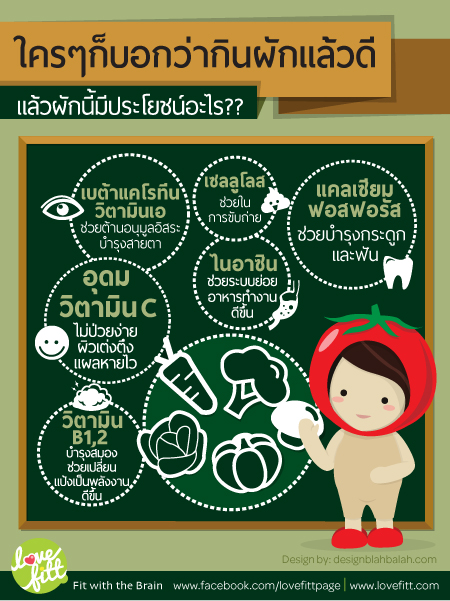 ใครๆก็บอกว่ากินผักแล้วดี
แล้วผักนี้มีประโยชน์อะไร??
เบต้าแคโรทีน
วิตามินเอ
ช่วยต้านอนุมูลอิสระ
บำรุงสายตา
เซลลูโลส
ช่วยใน
การขับถ่าย
แคลเซียม
ฟอสฟอรัส
ช่วยบำรุงกระดูก
และฟัน
อุดม
วิตามิน C
ไม่ป่วยง่าย
ผิวเต่งตึง
แผลหายไว
ไนอาซิน
ช่วยระบบย่อย
อาหารทำงาน
ดีขึ้น
วิตามิน
B1,2
บำรุงสมอง
ช่วยเปลี่ยน
แป้งเป็นพลังงาน
ดีขึ้น
Design by: designblahblah.com
love
fitt
Fit with the Brain www.facebook.com/lovefittpage | www.lovefitt.com